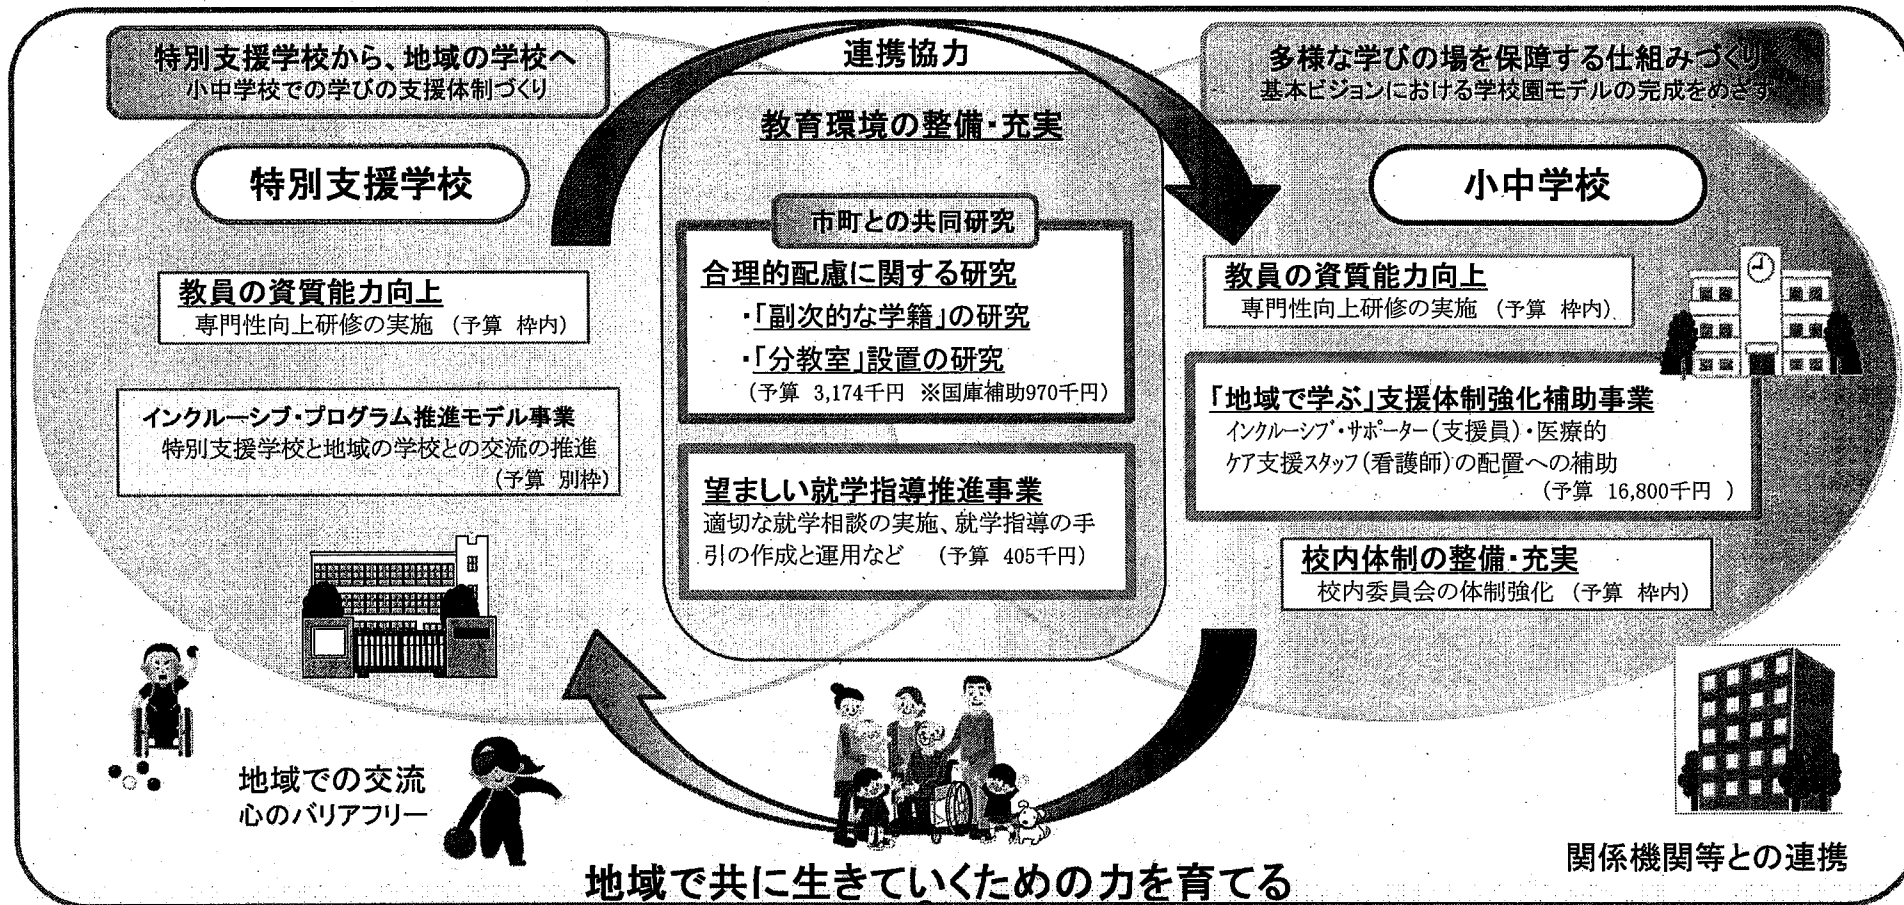 特別支援学校から、地域の学校へ
小中学校での学びの支援体制づくり
特別支援学校
教員の資質能力向上
専門性向上研修の実施 (予算 枠内)
インクルーシブ・プログラム推進モデル事業
特別支援学校と地域の学校との交流の推進
(予算 別枠)
連携協力
教育環境の整備・充実
市町との共同研究
合理的配慮に関する研究
・「副次的な学籍」の研究
・「分教室」設置の研究
(予算 3,174千円 ※国庫補助970千円)
望ましい就学指導推進事業
適切な就学相談の実施、就学指導の手
引の作成と運用など (予算 405千円)
多様な学びの場を保障する仕組みづくり
基本ビジョンにおける学校園モデルの完成をめざす
小中学校
教員の資質能力向上
専門性向上研修の実施 (予算 枠内)
「地域で学ぶ」支援体制強化補助事業
インクルーシブ・サポーター(支援員)・医療的
ケア支援スタッフ(看護師)の配置への補助
(予算 16,800千円 )
校内体制の整備・充実
校内委員会の体制強化 (予算 枠内)
地域での交流
心のバリアフリー
関係機関等との連携
地域で共に生きていくための力を育てる